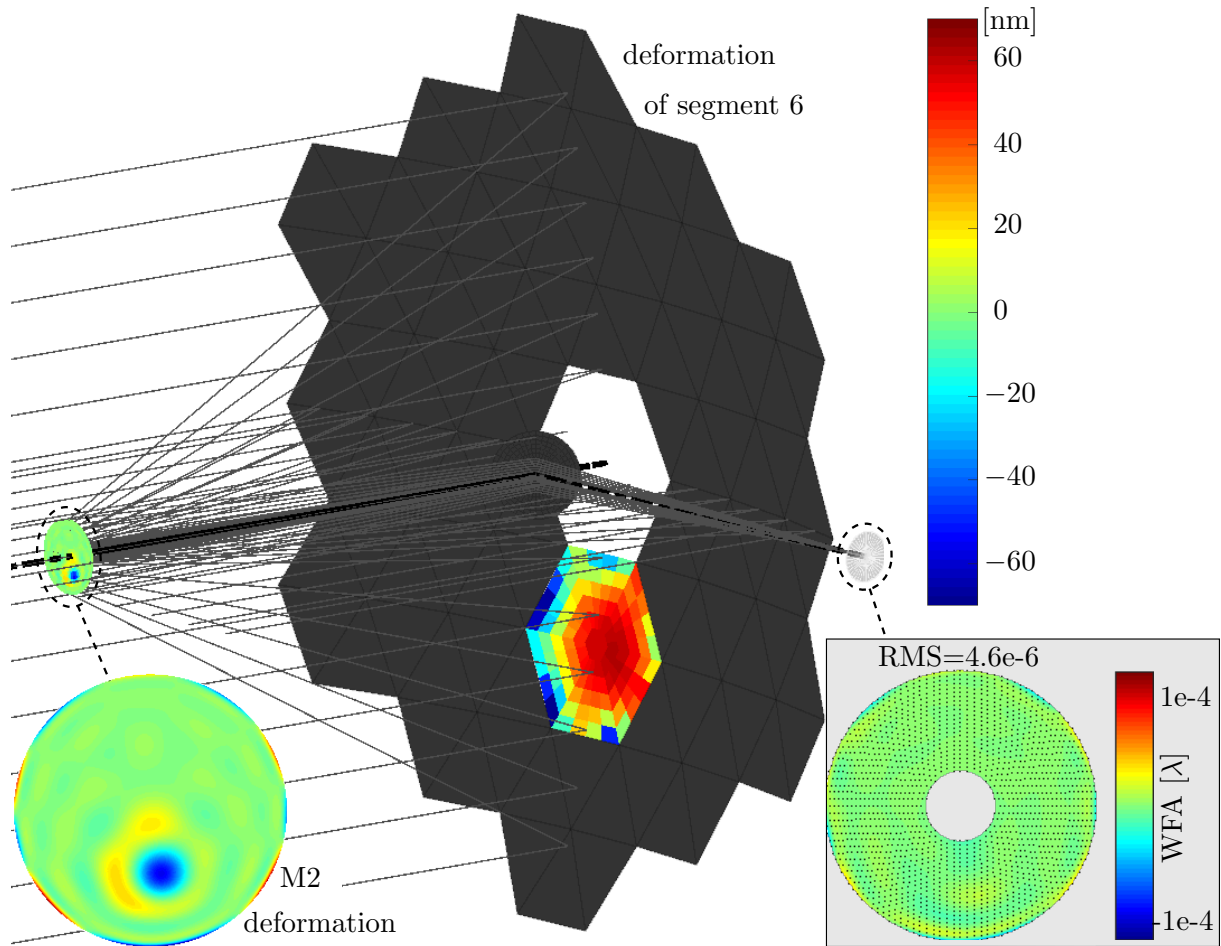 deformation
of segment 6
[nm]
60
40
20
0
−20
−40
−60
M2
deformation
RMS=4.6e-6
1e-4
WFA [λ]
-1e-4